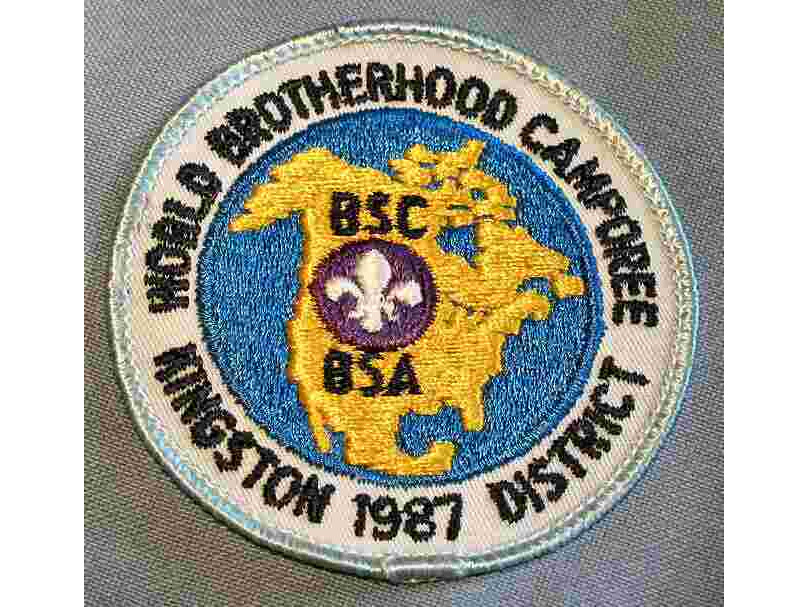 WORLD BROTHERHOOD CAMPOREE
BSC
BSA
KINGSTON 1987 DISTRICT